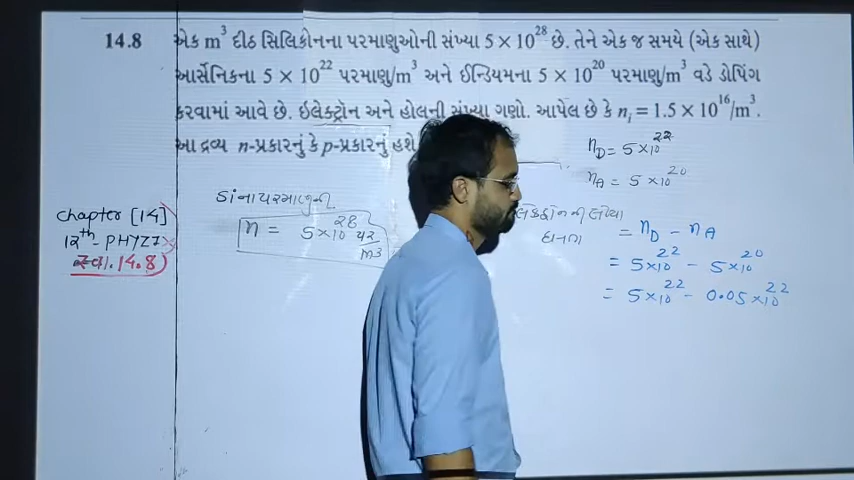 14.8 એક m³ દીઠ સિલિકોનના પરમાણુઓની સંખ્યા 5 × 10²⁸ છે. તેને એક જ સમયે (એક સાથે)
આર્સેનિકના 5 × 10²² પરમાણુ/m³ અને ઈન્ડિયમના 5 × 10²⁰ પરમાણુ/m³ વડે ડોપિંગ
કરવામાં આવે છે. ઇલેક્ટ્રૉન અને હોલની સંખ્યા ગણો. આપેલ છે કે nᵢ = 1.5 × 10¹⁶/m³.
આ દ્રવ્ય n-પ્રકારનું કે p-પ્રકારનું હશે
n_D = 5×10²²
n_A = 5×10²⁰
Chapter [14]
12th - PHYZ
14.8)
n = 5×10²⁸
m³
= n_D - n_A
= 5×10²² - 5×10²⁰
= 5×10²² - 0.05×10²²